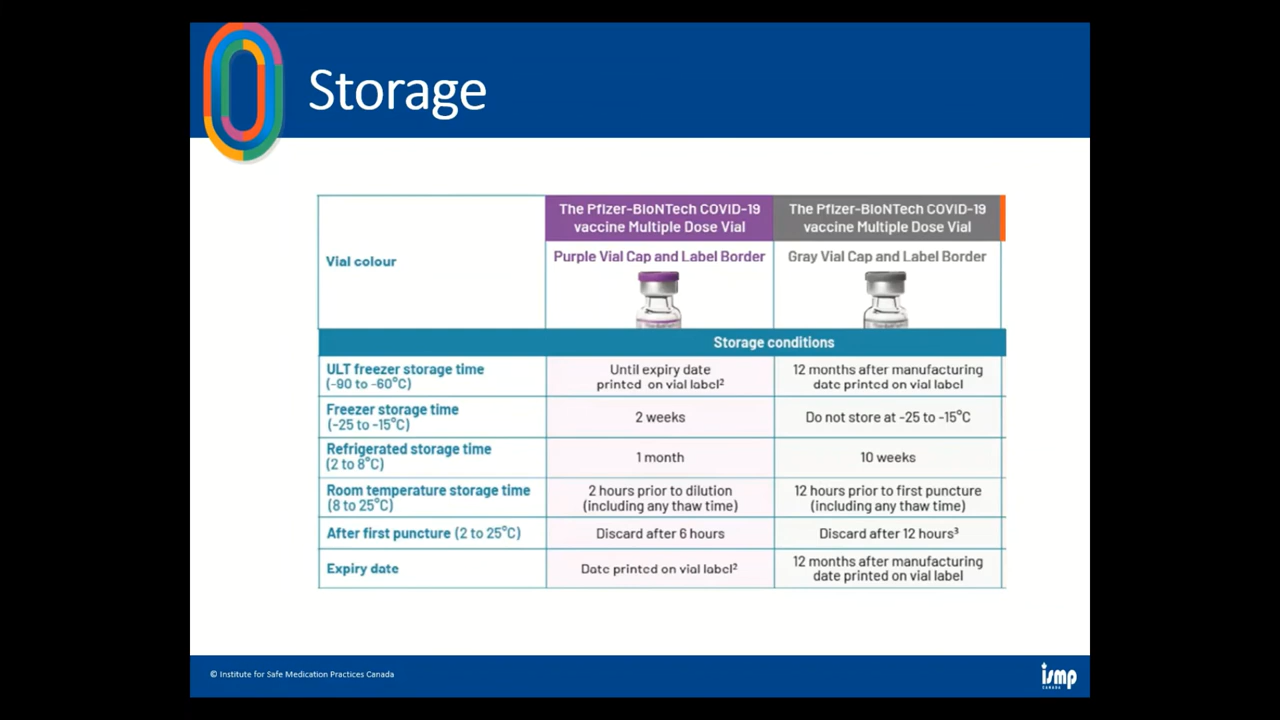 Storage
The Pfizer-BioNTech COVID-19
vaccine Multiple Dose Vial
The Pfizer-BioNTech COVID-19
vaccine Multiple Dose Vial
Vial colour
Purple Vial Cap and Label Border
Gray Vial Cap and Label Border
Storage conditions
ULT freezer storage time
(-90 to -60°C)
Until expiry date
printed on vial label²
12 months after manufacturing
date printed on vial label
Freezer storage time
(-25 to -15°C)
2 weeks
Do not store at -25 to -15°C
Refrigerated storage time
(2 to 8°C)
1 month
10 weeks
Room temperature storage time
(8 to 25°C)
2 hours prior to dilution
(including any thaw time)
12 hours prior to first puncture
(including any thaw time)
After first puncture (2 to 25°C)
Discard after 6 hours
Discard after 12 hours³
Expiry date
Date printed on vial label²
12 months after manufacturing
date printed on vial label
© Institute for Safe Medication Practices Canada
ismp
CANADA